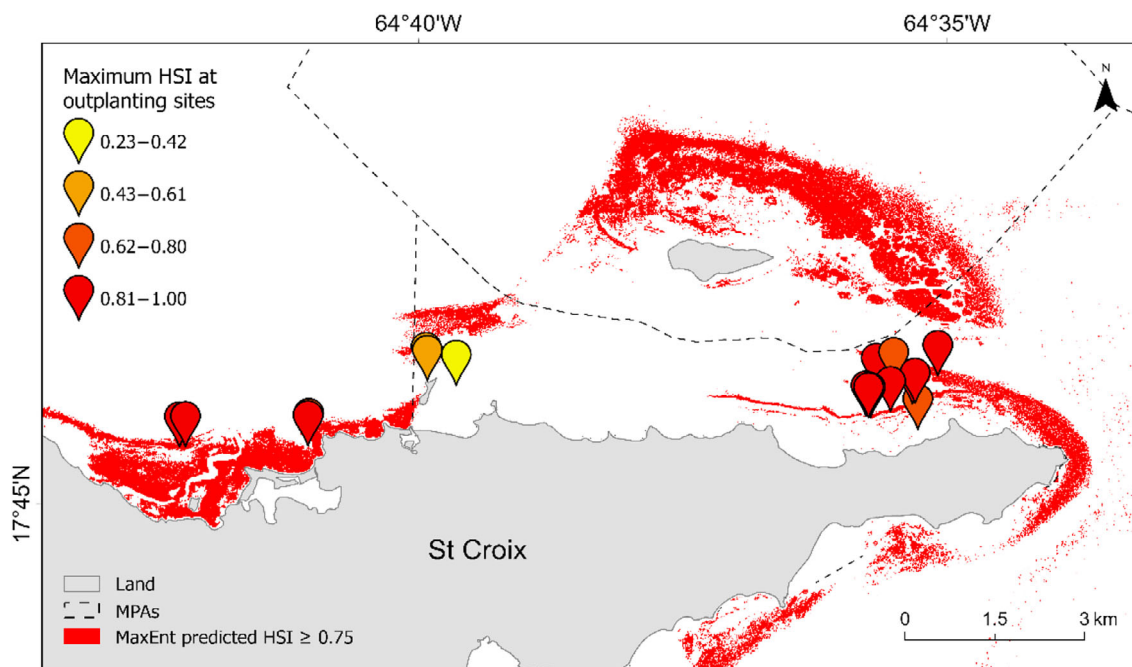 64°40'W
64°35'W
N
Maximum HSI at
outplanting sites
0.23–0.42
0.43–0.61
0.62–0.80
0.81–1.00
17°45'N
St Croix
Land
MPAs
MaxEnt predicted HSI ≥ 0.75
0 1.5 3 km